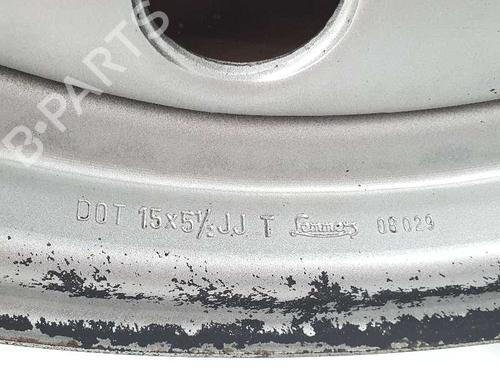 B-PARTS
DOT 15x5½JJ T Lemmerz 08029